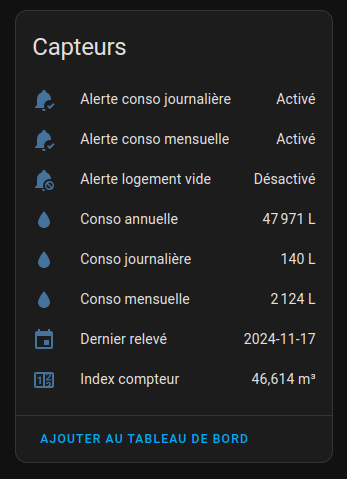 Capteurs
Alerte conso journalière Activé
Alerte conso mensuelle Activé
Alerte logement vide Désactivé
Conso annuelle 47 971 L
Conso journalière 140 L
Conso mensuelle 2 124 L
Dernier relevé 2024-11-17
Index compteur 46,614 m³
AJOUTER AU TABLEAU DE BORD